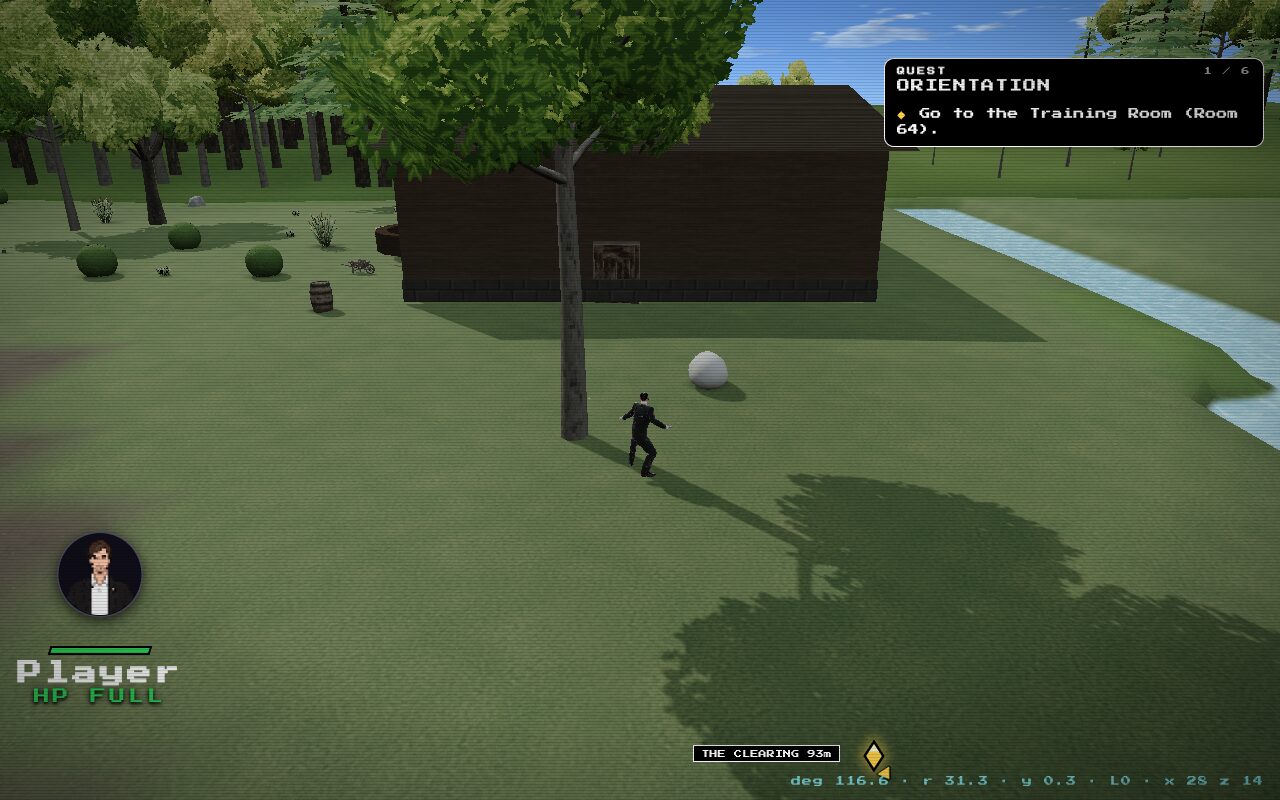 QUEST 1 / 6
ORIENTATION
◆ Go to the Training Room (Room
64).
Player
HP FULL
THE CLEARING 93m
deg 116.6 · r 31.3 · y 0.3 · L0 · x 28 z 14